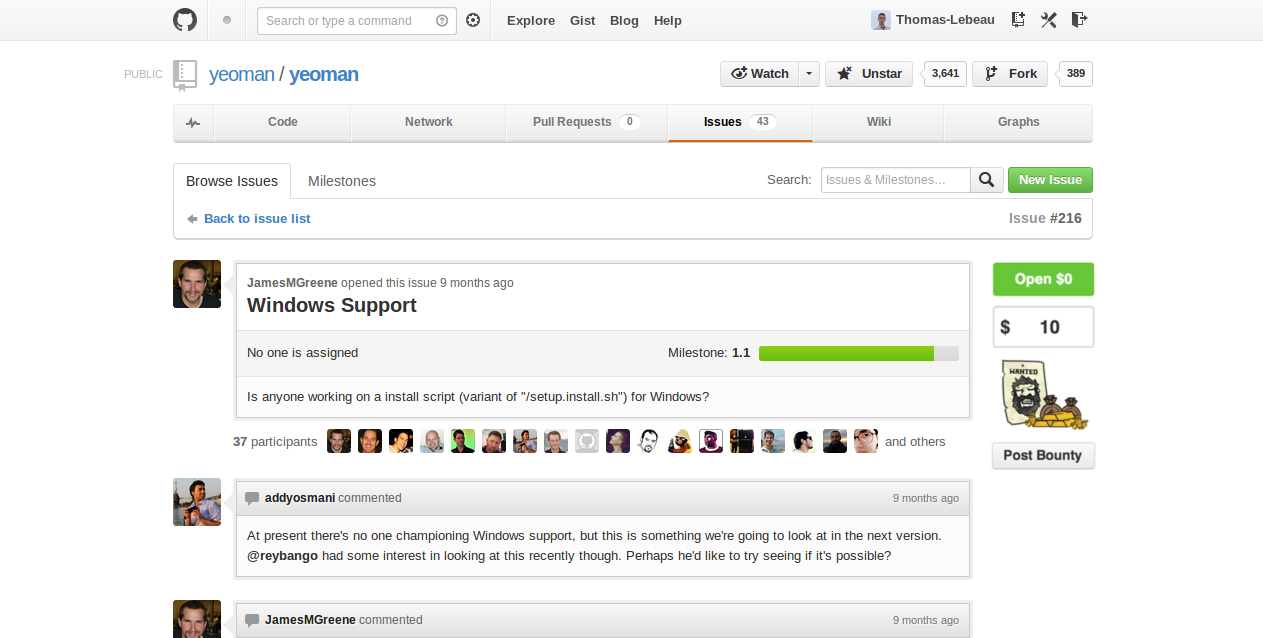 Search or type a command
Explore Gist Blog Help
Thomas-Lebeau
PUBLIC
yeoman / yeoman
Watch
Unstar
3,641
Fork
389
Code
Network
Pull Requests 0
Issues 43
Wiki
Graphs
Browse Issues
Milestones
Search:
Issues & Milestones…
New Issue
Back to issue list
Issue #216
JamesMGreene opened this issue 9 months ago
Windows Support
No one is assigned
Milestone: 1.1
Is anyone working on a install script (variant of "/setup.install.sh") for Windows?
37 participants
and others
Open $0
$ 10
WANTED
Post Bounty
addyosmani commented
9 months ago
At present there's no one championing Windows support, but this is something we're going to look at in the next version.
@reybango had some interest in looking at this recently though. Perhaps he'd like to try seeing if it's possible?
JamesMGreene commented
9 months ago